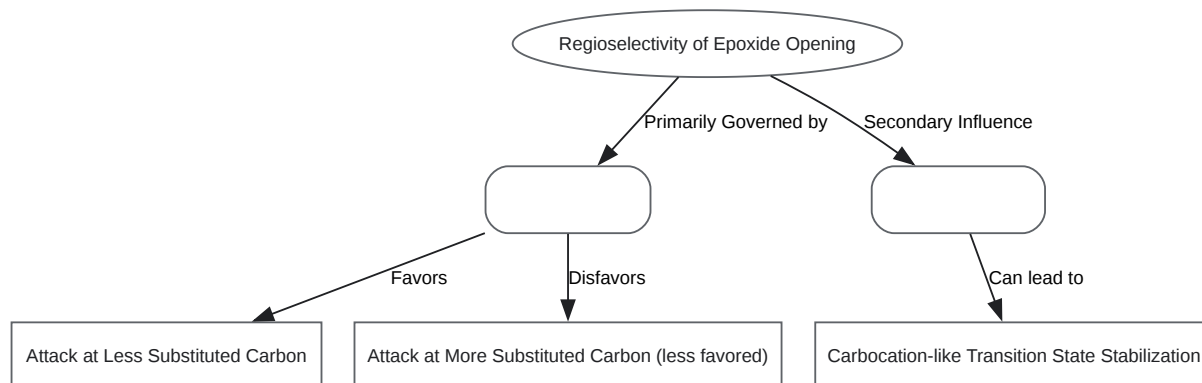 Regioselectivity of Epoxide Opening
Primarily Governed by
Secondary Influence
Favors
Disfavors
Can lead to
Attack at Less Substituted Carbon
Attack at More Substituted Carbon (less favored)
Carbocation-like Transition State Stabilization